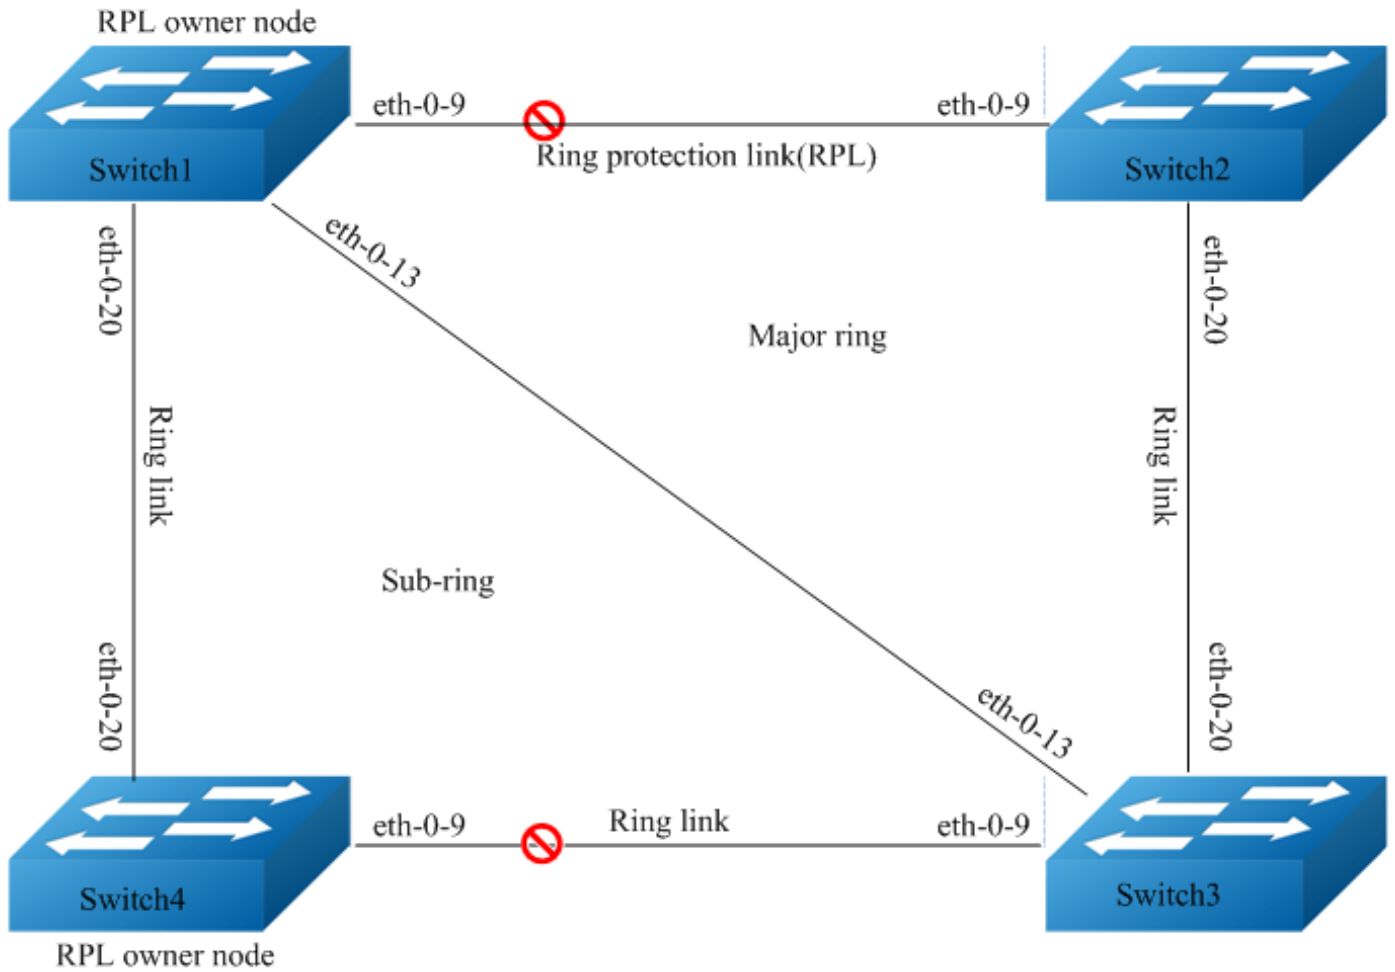 RPL owner node
eth-0-9
eth-0-9
Ring protection link(RPL)
Switch1
Switch2
eth-0-20
eth-0-13
eth-0-20
Major ring
Ring link
Ring link
Sub-ring
eth-0-20
eth-0-13
eth-0-20
eth-0-9
Ring link
eth-0-9
Switch4
Switch3
RPL owner node